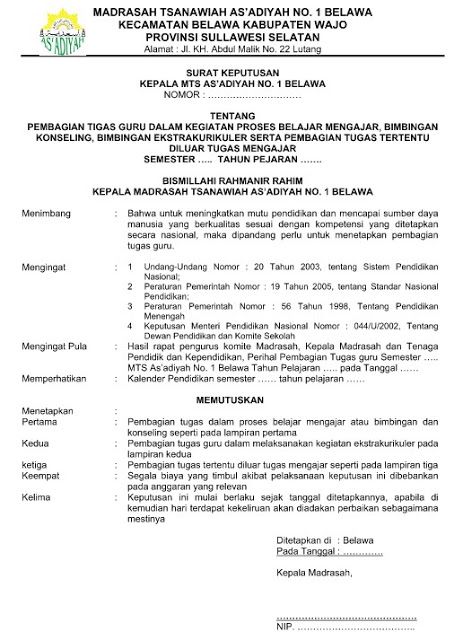 MADRASAH TSANAWIAH AS'ADIYAH NO. 1 BELAWA
KECAMATAN BELAWA KABUPATEN WAJO
PROVINSI SULLAWESI SELATAN
Alamat : Jl. KH. Abdul Malik No. 22 Lutang
AS'ADIYAH
SURAT KEPUTUSAN
KEPALA MTS AS'ADIYAH NO. 1 BELAWA
NOMOR : …………………………
TENTANG
PEMBAGIAN TIGAS GURU DALAM KEGIATAN PROSES BELAJAR MENGAJAR, BIMBINGAN
KONSELING, BIMBINGAN EKSTRAKURIKULER SERTA PEMBAGIAN TUGAS TERTENTU
DILUAR TUGAS MENGAJAR
SEMESTER ….. TAHUN PEJARAN …….
BISMILLAHI RAHMANIR RAHIM
KEPALA MADRASAH TSANAWIAH AS'ADIYAH NO. 1 BELAWA
Menimbang : Bahwa untuk meningkatkan mutu pendidikan dan mencapai sumber daya
manusia yang berkualitas sesuai dengan kompetensi yang ditetapkan
secara nasional, maka dipandang perlu untuk menetapkan pembagian
tugas guru.
Mengingat : 1 Undang-Undang Nomor : 20 Tahun 2003, tentang Sistem Pendidikan
Nasional;
2 Peraturan Pemerintah Nomor : 19 Tahun 2005, tentang Standar Nasional
Pendidikan;
3 Peraturan Pemerintah Nomor : 56 Tahun 1998, Tentang Pendidikan
Menengah
4 Keputusan Menteri Pendidikan Nasional Nomor : 044/U/2002, Tentang
Dewan Pendidikan dan Komite Sekolah
Mengingat Pula : Hasil rapat pengurus komite Madrasah, Kepala Madrasah dan Tenaga
Pendidik dan Kependidikan, Perihal Pembagian Tugas guru Semester …..
MTS As'adiyah No. 1 Belawa Tahun Pelajaran ….. pada Tanggal ……
Memperhatikan : Kalender Pendidikan semester …… tahun pelajaran ……
MEMUTUSKAN
Menetapkan :
Pertama : Pembagian tugas dalam proses belajar mengajar atau bimbingan dan
konseling seperti pada lampiran pertama
Kedua : Pembagian tugas guru dalam melaksanakan kegiatan ekstrakurikuler pada
lampiran kedua
ketiga : Pembagian tugas tertentu diluar tugas mengajar seperti pada lampiran tiga
Keempat : Segala biaya yang timbul akibat pelaksanaan keputusan ini dibebankan
pada anggaran yang relevan
Kelima : Keputusan ini mulai berlaku sejak tanggal ditetapkannya, apabila di
kemudian hari terdapat kekeliruan akan diadakan perbaikan sebagaimana
mestinya
Ditetapkan di : Belawa
Pada Tanggal : ………….
Kepala Madrasah,
………………………………………
NIP. ………………………………..